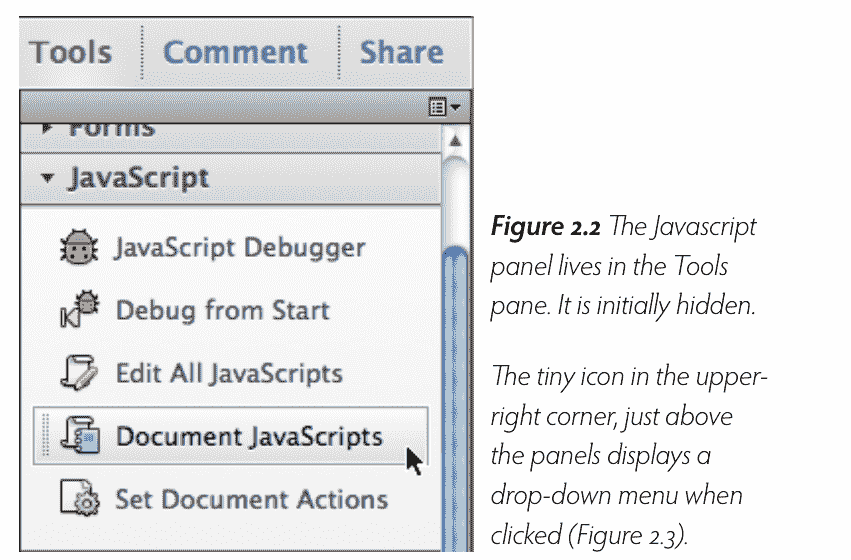 Tools Comment Share
Forms
JavaScript
JavaScript Debugger
Debug from Start
Edit All JavaScripts
Document JavaScripts
Set Document Actions
Figure 2.2 The Javascript
panel lives in the Tools
pane. It is initially hidden.
The tiny icon in the upper-
right corner, just above
the panels displays a
drop-down menu when
clicked (Figure 2.3).